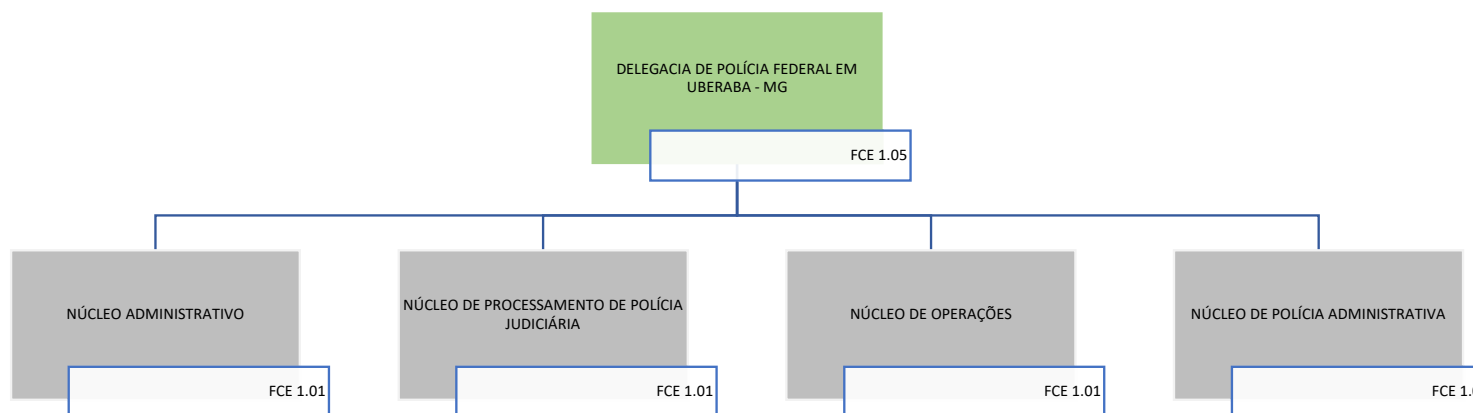 DELEGACIA DE POLÍCIA FEDERAL EM
UBERABA - MG
FCE 1.05
NÚCLEO ADMINISTRATIVO
FCE 1.01
NÚCLEO DE PROCESSAMENTO DE POLÍCIA
JUDICIÁRIA
FCE 1.01
NÚCLEO DE OPERAÇÕES
FCE 1.01
NÚCLEO DE POLÍCIA ADMINISTRATIVA
FCE